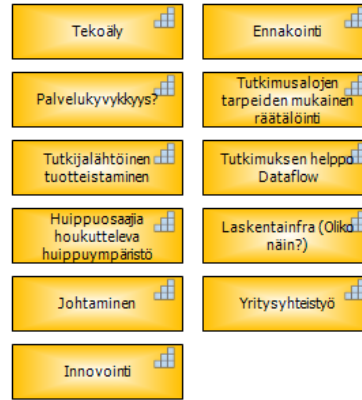 Tekoäly
Ennakointi
Palvelukyvykkyys?
Tutkimusalojen
tarpeiden mukainen
räätälöinti
Tutkijalähtöinen
tuotteistaminen
Tutkimuksen helppo
Dataflow
Huippuosaajia
houkutteleva
huippuympäristö
Laskentainfra (Oliko
näin?)
Johtaminen
Yritysyhteistyö
Innovointi